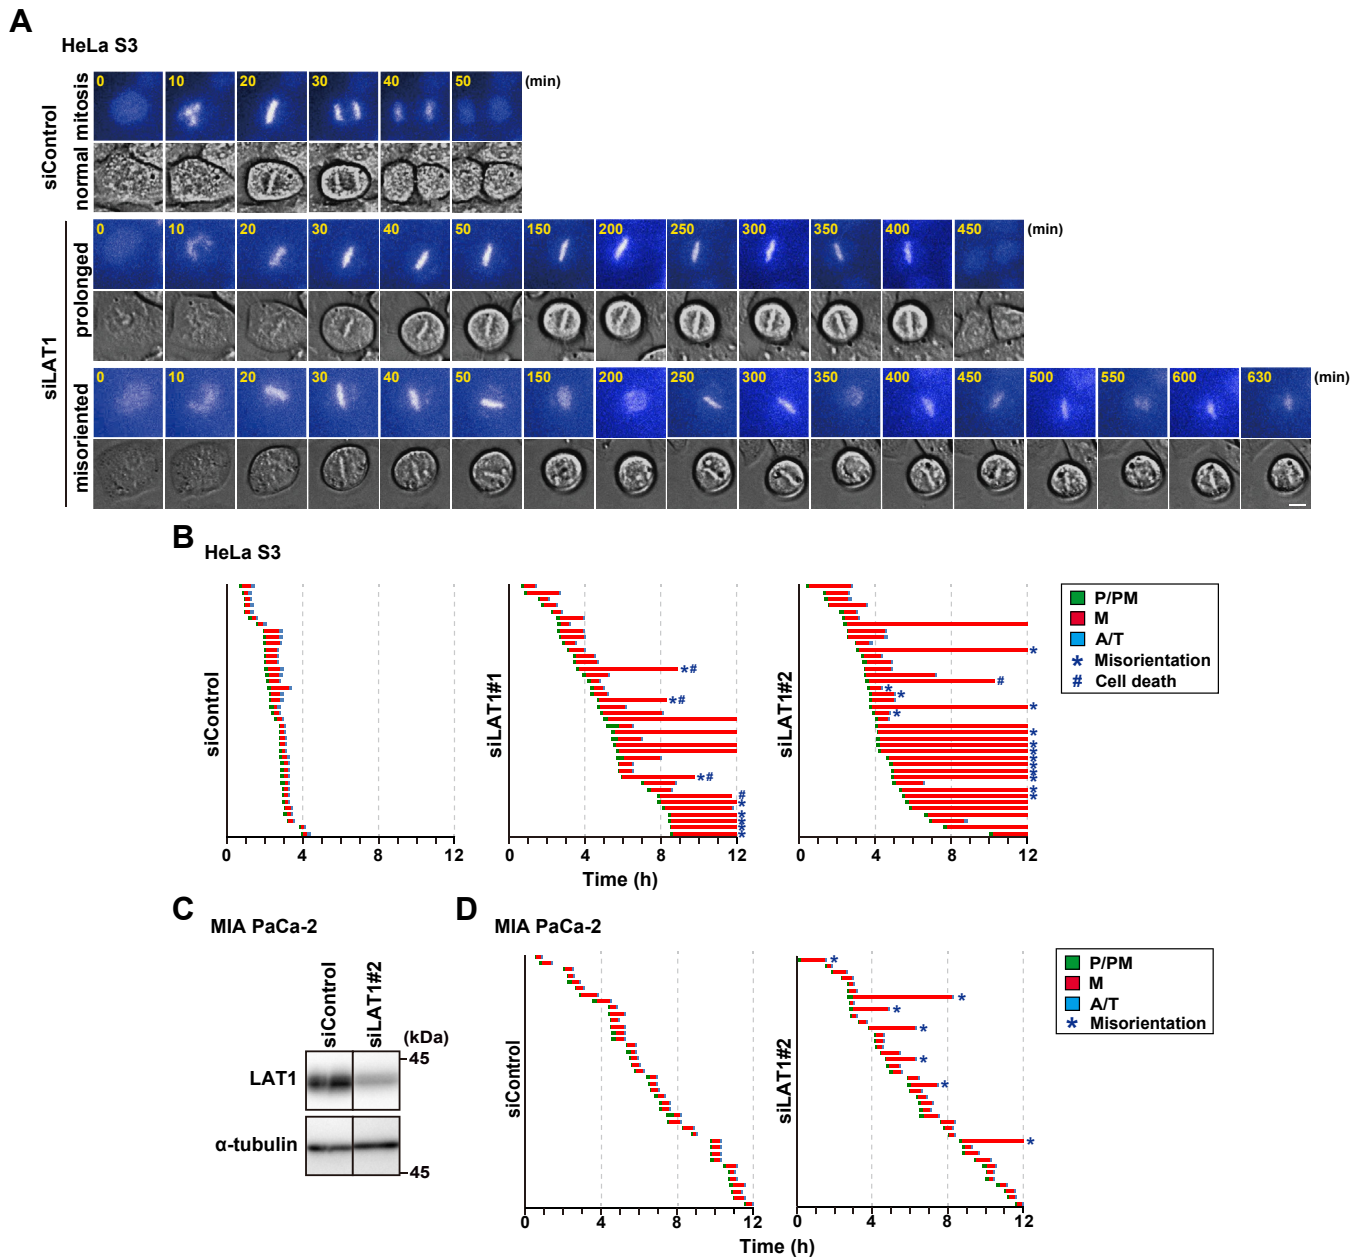 A
HeLa S3
siControl
normal mitosis
0 10 20 30 40 50 (min)
siLAT1
prolonged
0 10 20 30 40 50 150 200 250 300 350 400 450 (min)
misoriented
0 10 20 30 40 50 150 200 250 300 350 400 450 500 550 600 630 (min)
B
HeLa S3
siControl
0 4 8 12
siLAT1#1
*#
*#
*#
#
*
*
*
*
*
0 4 8 12
siLAT1#2
*
#
*
*
*
*
*
*
*
*
*
*
*
*
0 4 8 12
Time (h)
P/PM
M
A/T
* Misorientation
# Cell death
C
MIA PaCa-2
siControl siLAT1#2
(kDa)
LAT1
45
α-tubulin
45
D
MIA PaCa-2
siControl
0 4 8 12
siLAT1#2
*
*
*
*
*
*
*
0 4 8 12
Time (h)
P/PM
M
A/T
* Misorientation